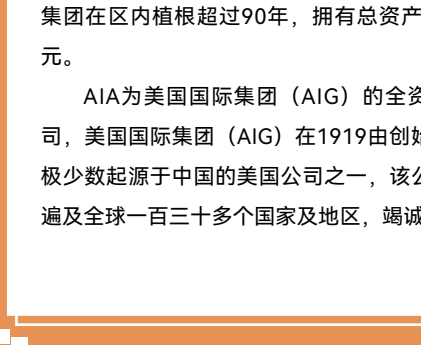 集团在区内植根超过90年，拥有总资产
元。
AIA为美国国际集团（AIG）的全资
司，美国国际集团（AIG）在1919由创始
极少数起源于中国的美国公司之一，该公
遍及全球一百三十多个国家及地区，竭诚